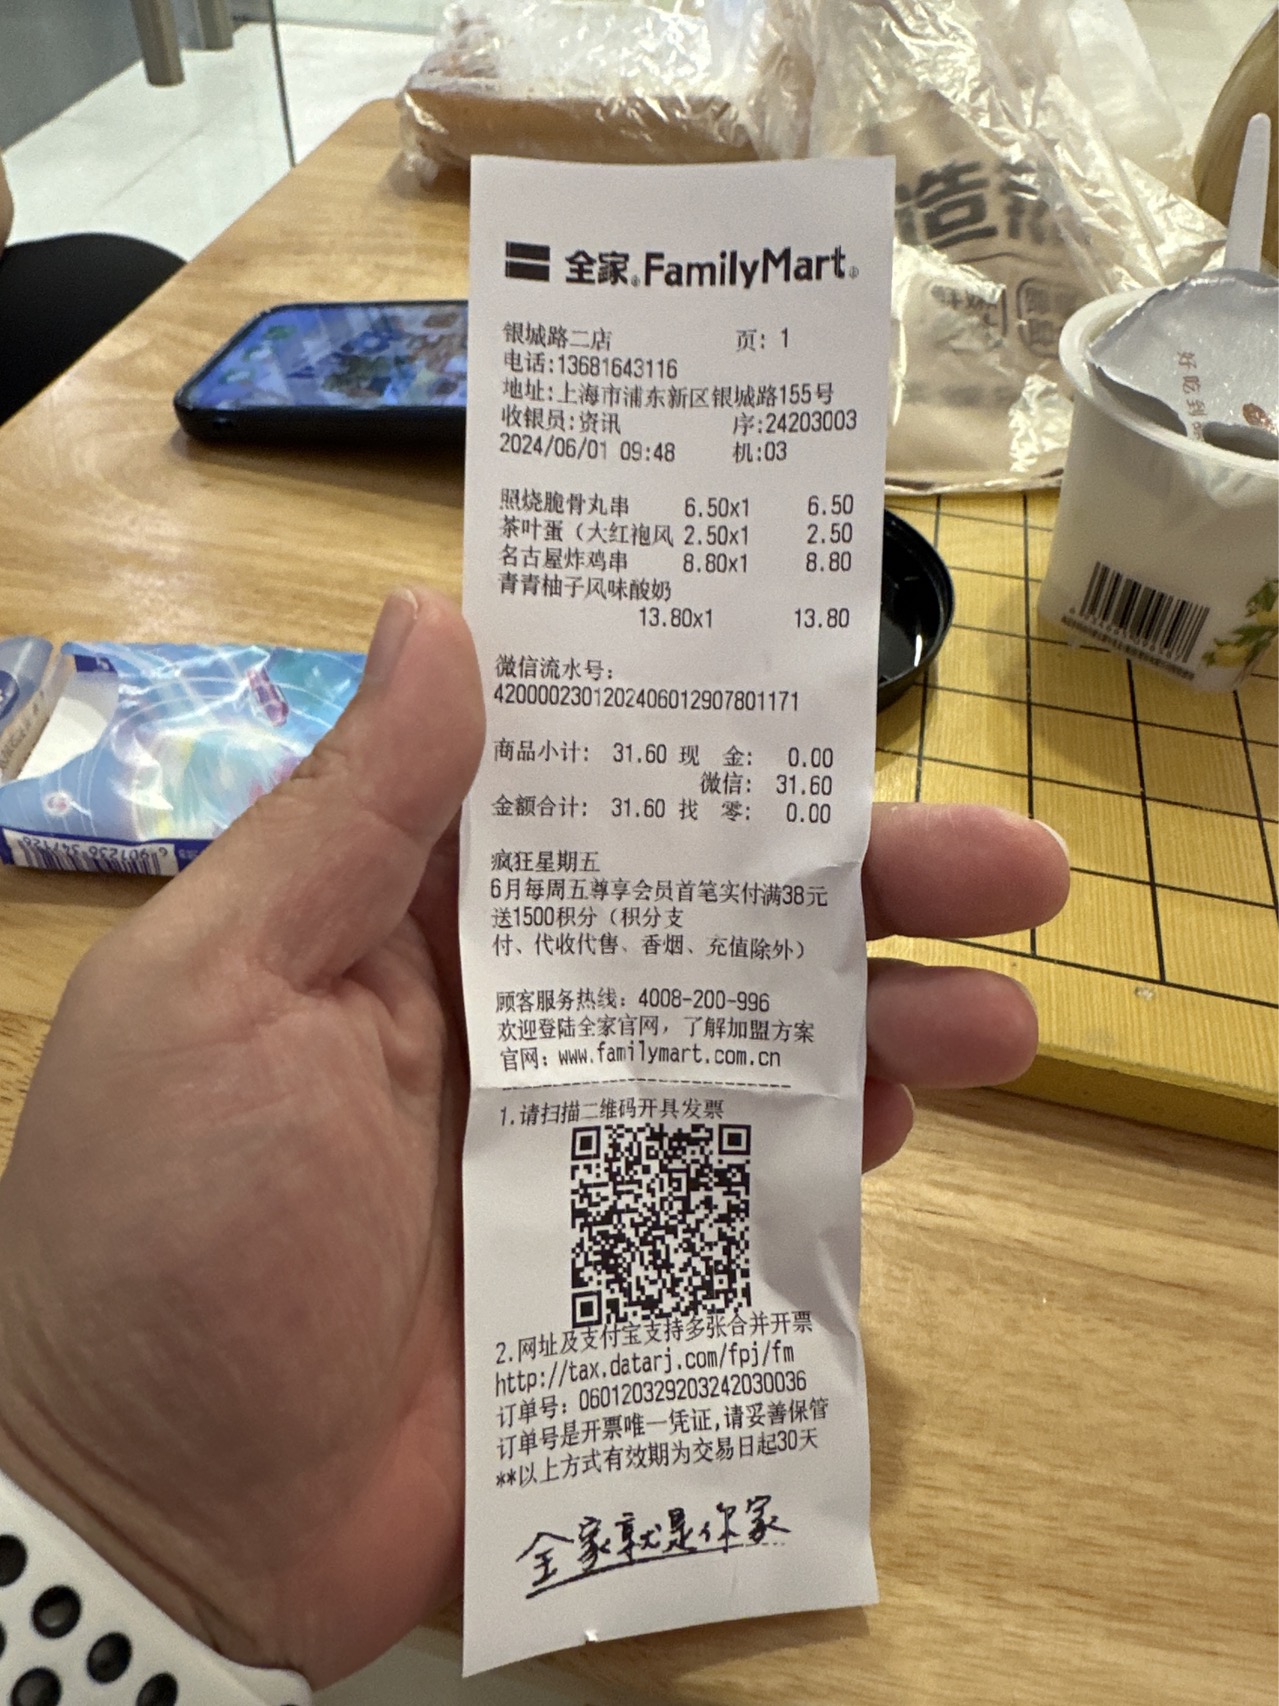 全家 FamilyMart
银城路二店 页: 1
电话:13681643116
地址:上海市浦东新区银城路155号
收银员:资讯 序:24203003
2024/06/01 09:48 机:03
照烧脆骨丸串 6.50x1 6.50
茶叶蛋（大红袍风 2.50x1 2.50
名古屋炸鸡串 8.80x1 8.80
青青柚子风味酸奶
13.80x1 13.80
微信流水号:
4200002301202406012907801171
商品小计: 31.60 现 金: 0.00
微信: 31.60
金额合计: 31.60 找 零: 0.00
疯狂星期五
6月每周五尊享会员首笔实付满38元
送1500积分（积分支
付、代收代售、香烟、充值除外）
顾客服务热线: 4008-200-996
欢迎登陆全家官网，了解加盟方案
官网: www.familymart.com.cn
1.请扫描二维码开具发票
2.网址及支付宝支持多张合并开票
http://tax.datarj.com/fpj/fm
订单号: 060120329203242030036
订单号是开票唯一凭证,请妥善保管
**以上方式有效期为交易日起30天
全家就是你家
造
好吃到
6 901236 347126